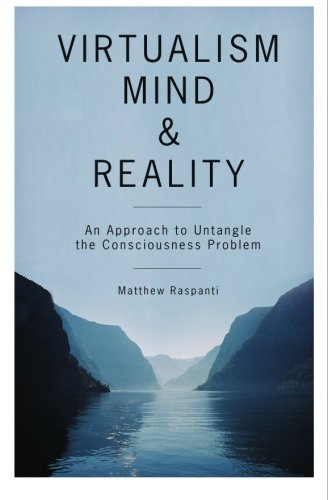 VIRTUALISM
MIND
&
REALITY
An Approach to Untangle
the Consciousness Problem
Matthew Raspanti